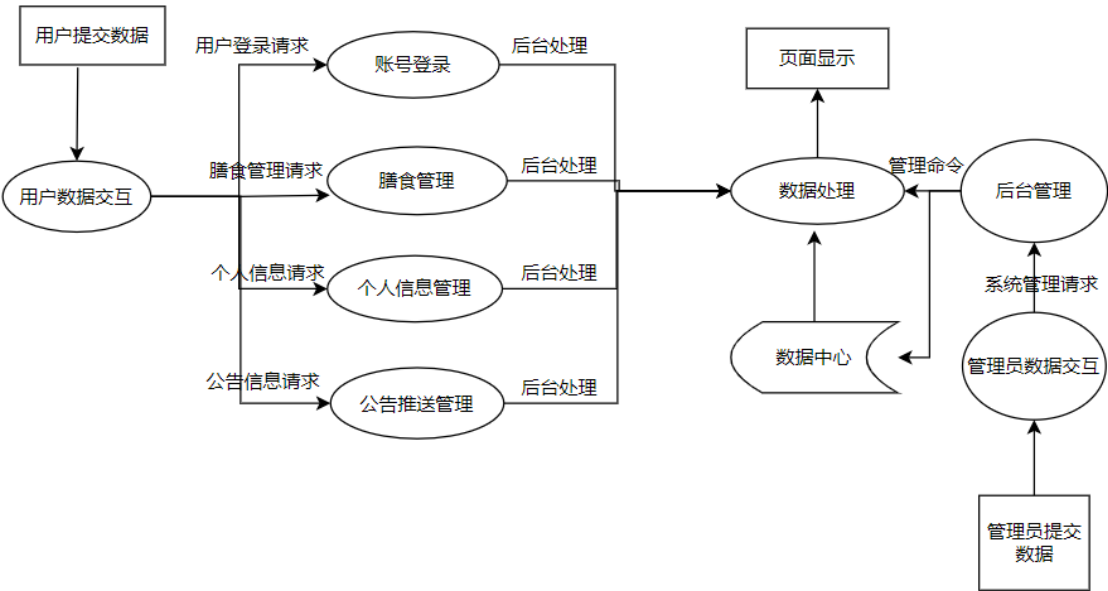 用户提交数据
用户登录请求
后台处理
账号登录
页面显示
膳食管理请求
后台处理
膳食管理
管理命令
用户数据交互
数据处理
后台管理
个人信息请求
后台处理
个人信息管理
系统管理请求
数据中心
管理员数据交互
公告信息请求
后台处理
公告推送管理
管理员提交
数据